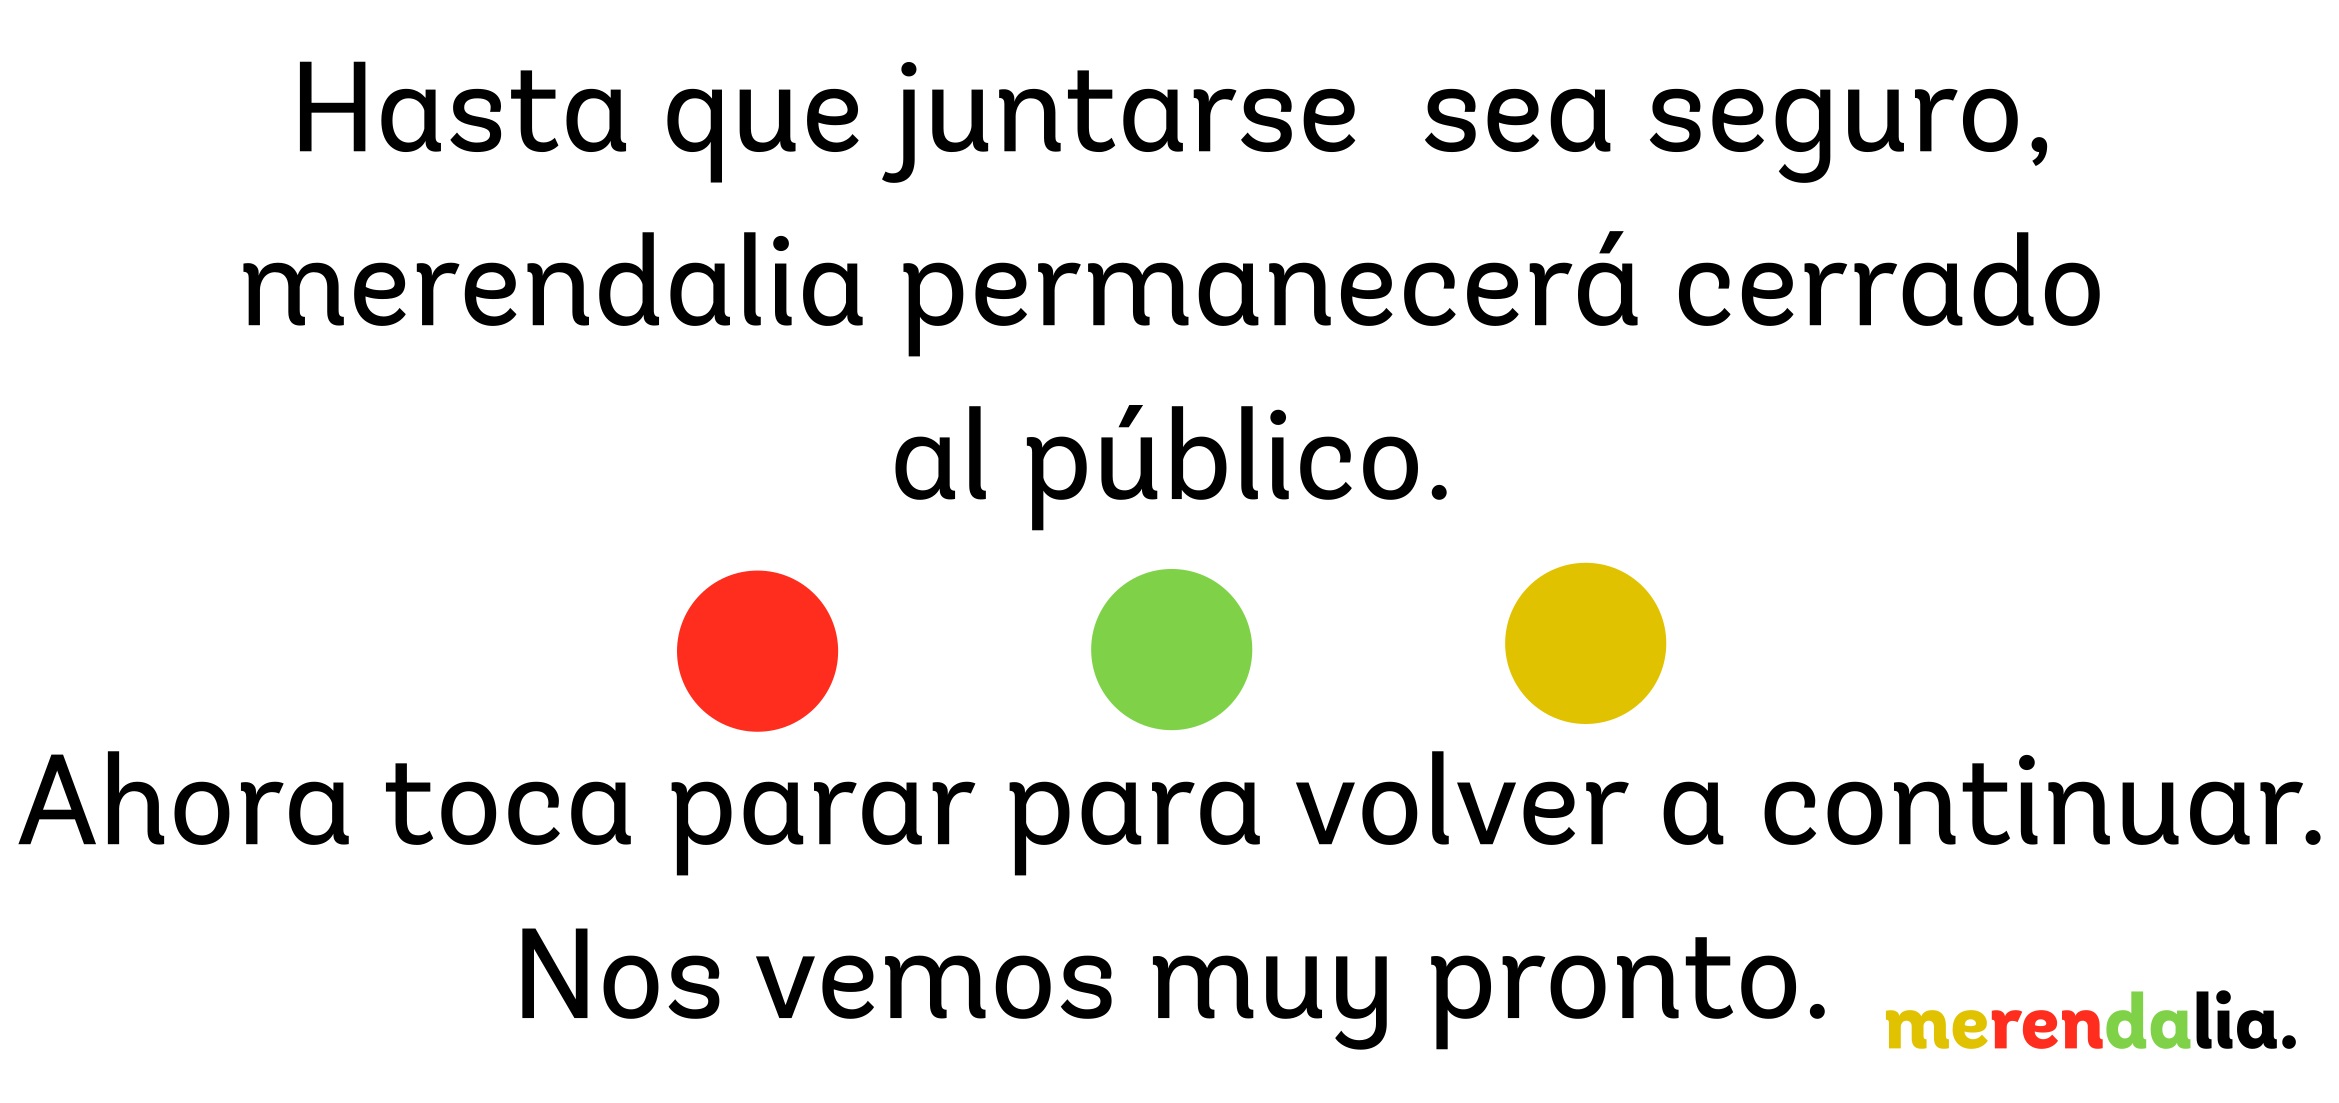 Hasta que juntarse  sea seguro,
merendalia permanecerá cerrado
al público.
Ahora toca parar para volver a continuar.
Nos vemos muy pronto.
merendalia.